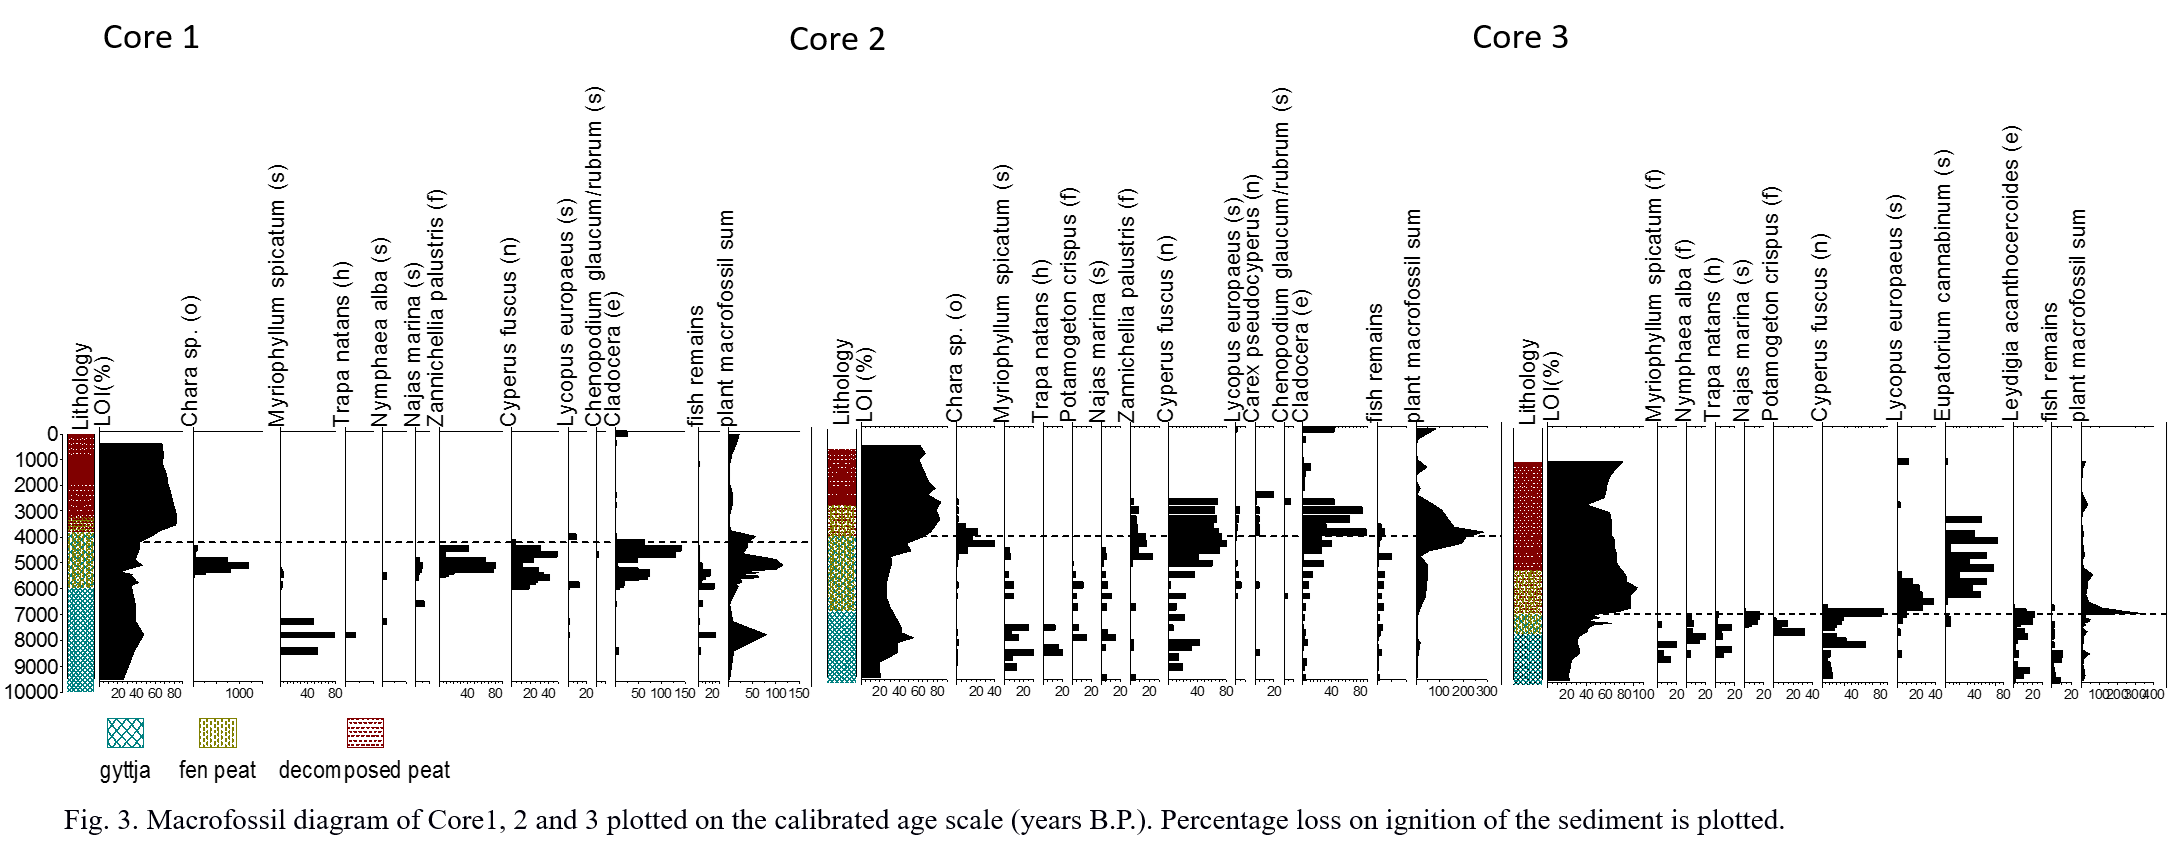 Core 1
Core 2
Core 3
Lithology
LOI(%)
Chara sp. (o)
Myriophyllum spicatum (s)
Trapa natans (h)
Nymphaea alba (s)
Najas marina (s)
Zannichellia palustris (f)
Cyperus fuscus (n)
Lycopus europaeus (s)
Chenopodium glaucum/rubrum (s)
Cladocera (e)
fish remains
plant macrofossil sum
Lithology
LOI (%)
Chara sp. (o)
Myriophyllum spicatum (s)
Trapa natans (h)
Potamogeton crispus (f)
Najas marina (s)
Zannichellia palustris (f)
Cyperus fuscus (n)
Lycopus europaeus (s)
Carex pseudocyperus (n)
Chenopodium glaucum/rubrum (s)
Cladocera (e)
fish remains
plant macrofossil sum
Lithology
LOI(%)
Myriophyllum spicatum (f)
Nymphaea alba (f)
Trapa natans (h)
Najas marina (s)
Potamogeton crispus (f)
Cyperus fuscus (n)
Lycopus europaeus (s)
Eupatorium cannabinum (s)
Leydigia acanthocercoides (e)
fish remains
plant macrofossil sum
0
1000
2000
3000
4000
5000
6000
7000
8000
9000
10000
20 40 60 80 1000 40 80 40 80 20 40 20 50 100 150 20 50 100 150
20 40 60 80 20 40 20 20 20 20 20 40 80 20 20 40 80 100 200 300
20 40 60 80 100 20 20 20 20 20 40 40 80 20 40 40 80 20 20 100 200 300 400
gyttja fen peat decomposed peat
Fig. 3. Macrofossil diagram of Core1, 2 and 3 plotted on the calibrated age scale (years B.P.). Percentage loss on ignition of the sediment is plotted.